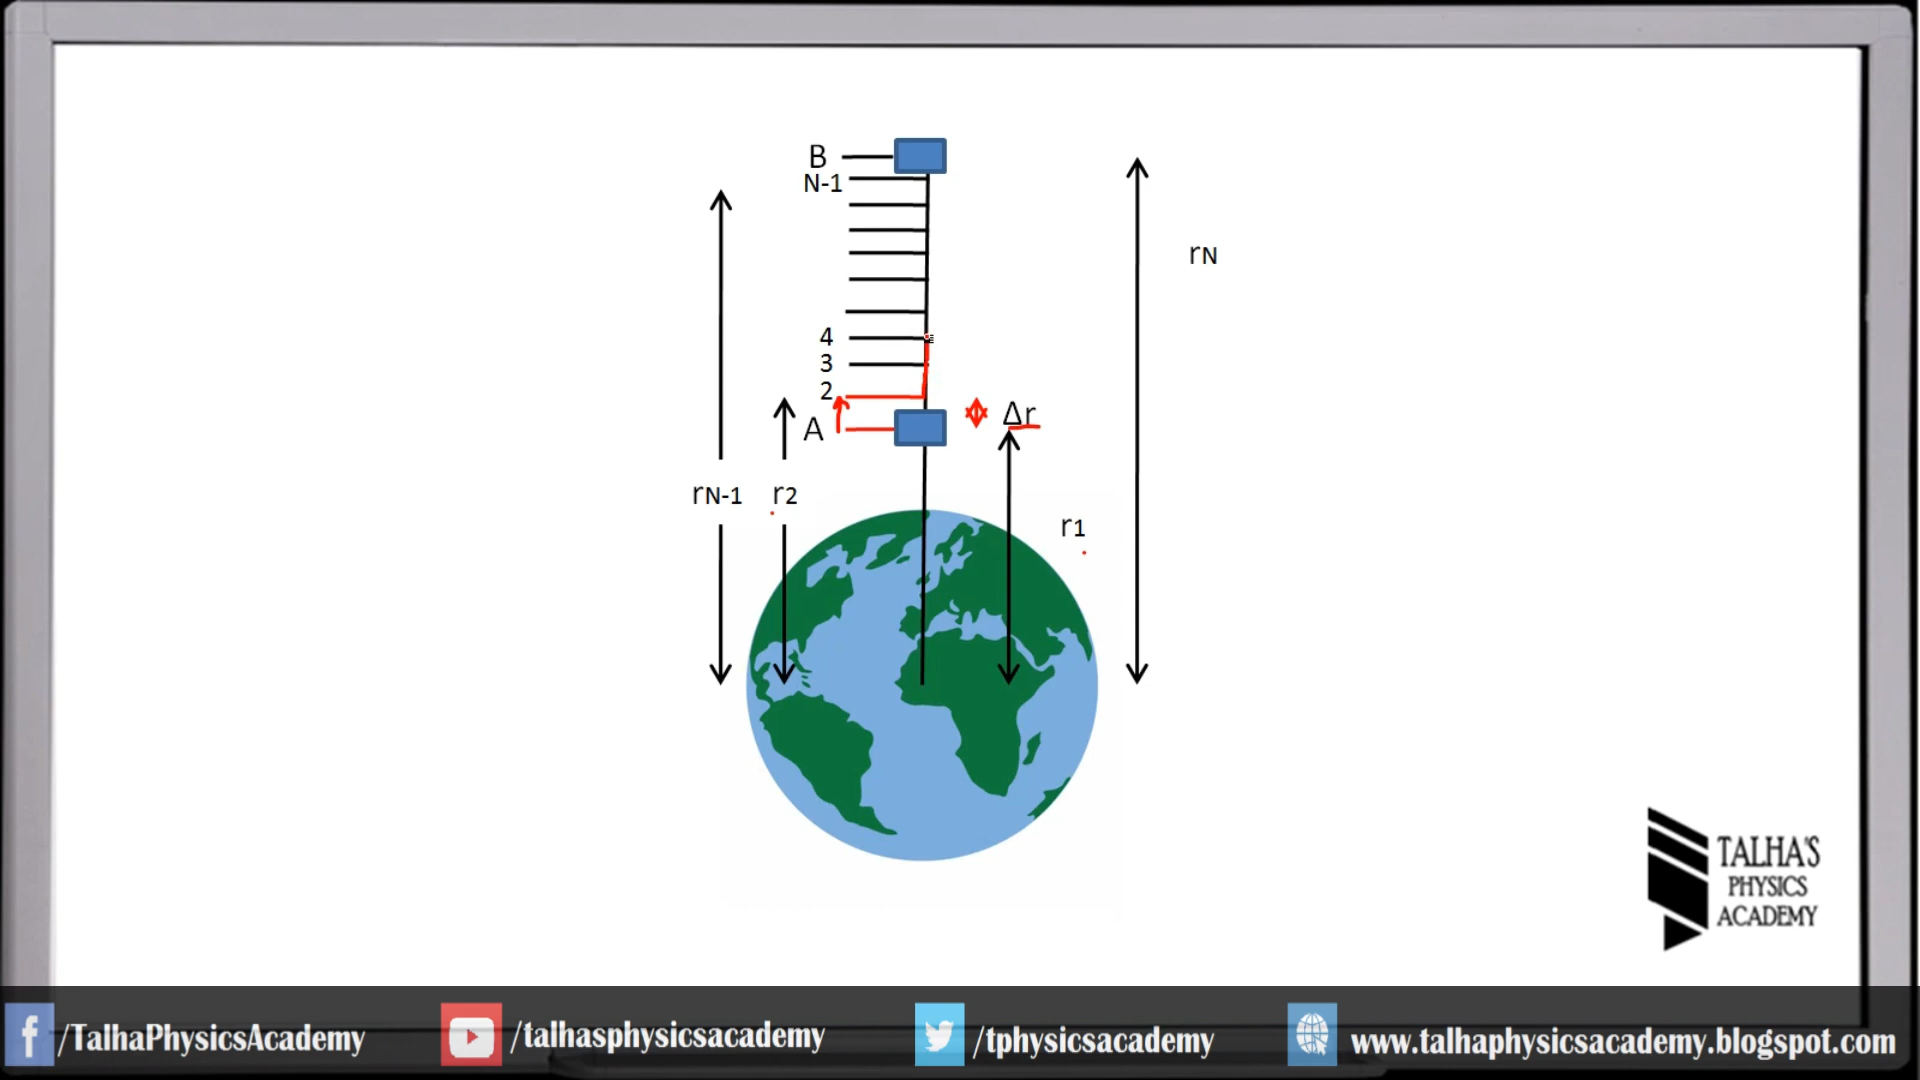 B
N-1
rN
4
3
2
A
Δr
rN-1
r2
r1
TALHA'S
PHYSICS
ACADEMY
f
/TalhaPhysicsAcademy
/talhasphysicsacademy
/tphysicsacademy
www.talhaphysicsacademy.blogspot.com